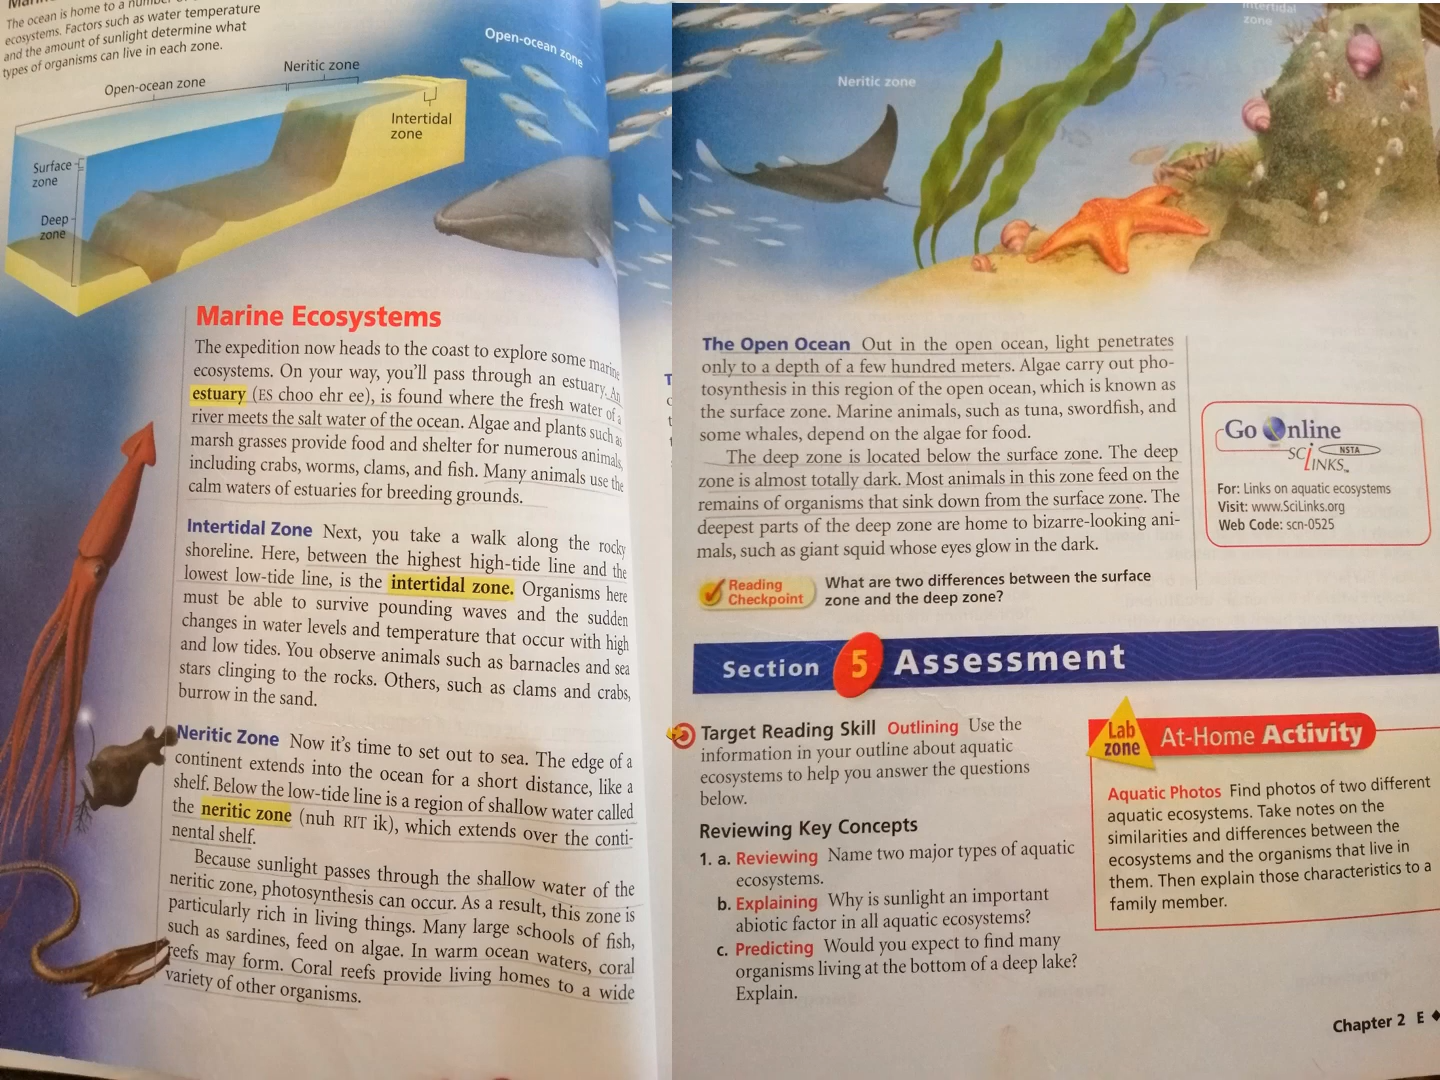 The ocean is home to a number
ecosystems. Factors such as water temperature
and the amount of sunlight determine what
types of organisms can live in each zone.
Open-ocean zone
Neritic zone
Intertidal
zone
Surface
zone
Deep
zone
Open-ocean zone
Marine Ecosystems
The expedition now heads to the coast to explore some marine
ecosystems. On your way, you'll pass through an estuary. An
estuary (ES choo ehr ee), is found where the fresh water of a
river meets the salt water of the ocean. Algae and plants such as
marsh grasses provide food and shelter for numerous animals,
including crabs, worms, clams, and fish. Many animals use the
calm waters of estuaries for breeding grounds.
Intertidal Zone Next, you take a walk along the rocky
shoreline. Here, between the highest high-tide line and the
lowest low-tide line, is the intertidal zone. Organisms here
must be able to survive pounding waves and the sudden
changes in water levels and temperature that occur with high
and low tides. You observe animals such as barnacles and sea
stars clinging to the rocks. Others, such as clams and crabs,
burrow in the sand.
Neritic Zone Now it's time to set out to sea. The edge of a
continent extends into the ocean for a short distance, like a
shelf. Below the low-tide line is a region of shallow water called
the neritic zone (nuh RIT ik), which extends over the conti-
nental shelf.
Because sunlight passes through the shallow water of the
neritic zone, photosynthesis can occur. As a result, this zone is
particularly rich in living things. Many large schools of fish,
such as sardines, feed on algae. In warm ocean waters, coral
reefs may form. Coral reefs provide living homes to a wide
variety of other organisms.
Intertidal
zone
Neritic zone
The Open Ocean Out in the open ocean, light penetrates
only to a depth of a few hundred meters. Algae carry out pho-
tosynthesis in this region of the open ocean, which is known as
the surface zone. Marine animals, such as tuna, swordfish, and
some whales, depend on the algae for food.
The deep zone is located below the surface zone. The deep
zone is almost totally dark. Most animals in this zone feed on the
remains of organisms that sink down from the surface zone. The
deepest parts of the deep zone are home to bizarre-looking ani-
mals, such as giant squid whose eyes glow in the dark.
Reading
Checkpoint
What are two differences between the surface
zone and the deep zone?
Go Online
SCI LINKS NSTA
For: Links on aquatic ecosystems
Visit: www.SciLinks.org
Web Code: scn-0525
Section 5 Assessment
Target Reading Skill Outlining Use the
information in your outline about aquatic
ecosystems to help you answer the questions
below.
Reviewing Key Concepts
1. a. Reviewing Name two major types of aquatic
ecosystems.
b. Explaining Why is sunlight an important
abiotic factor in all aquatic ecosystems?
c. Predicting Would you expect to find many
organisms living at the bottom of a deep lake?
Explain.
Lab
zone
At-Home Activity
Aquatic Photos Find photos of two different
aquatic ecosystems. Take notes on the
similarities and differences between the
ecosystems and the organisms that live in
them. Then explain those characteristics to a
family member.
Chapter 2 E ◆